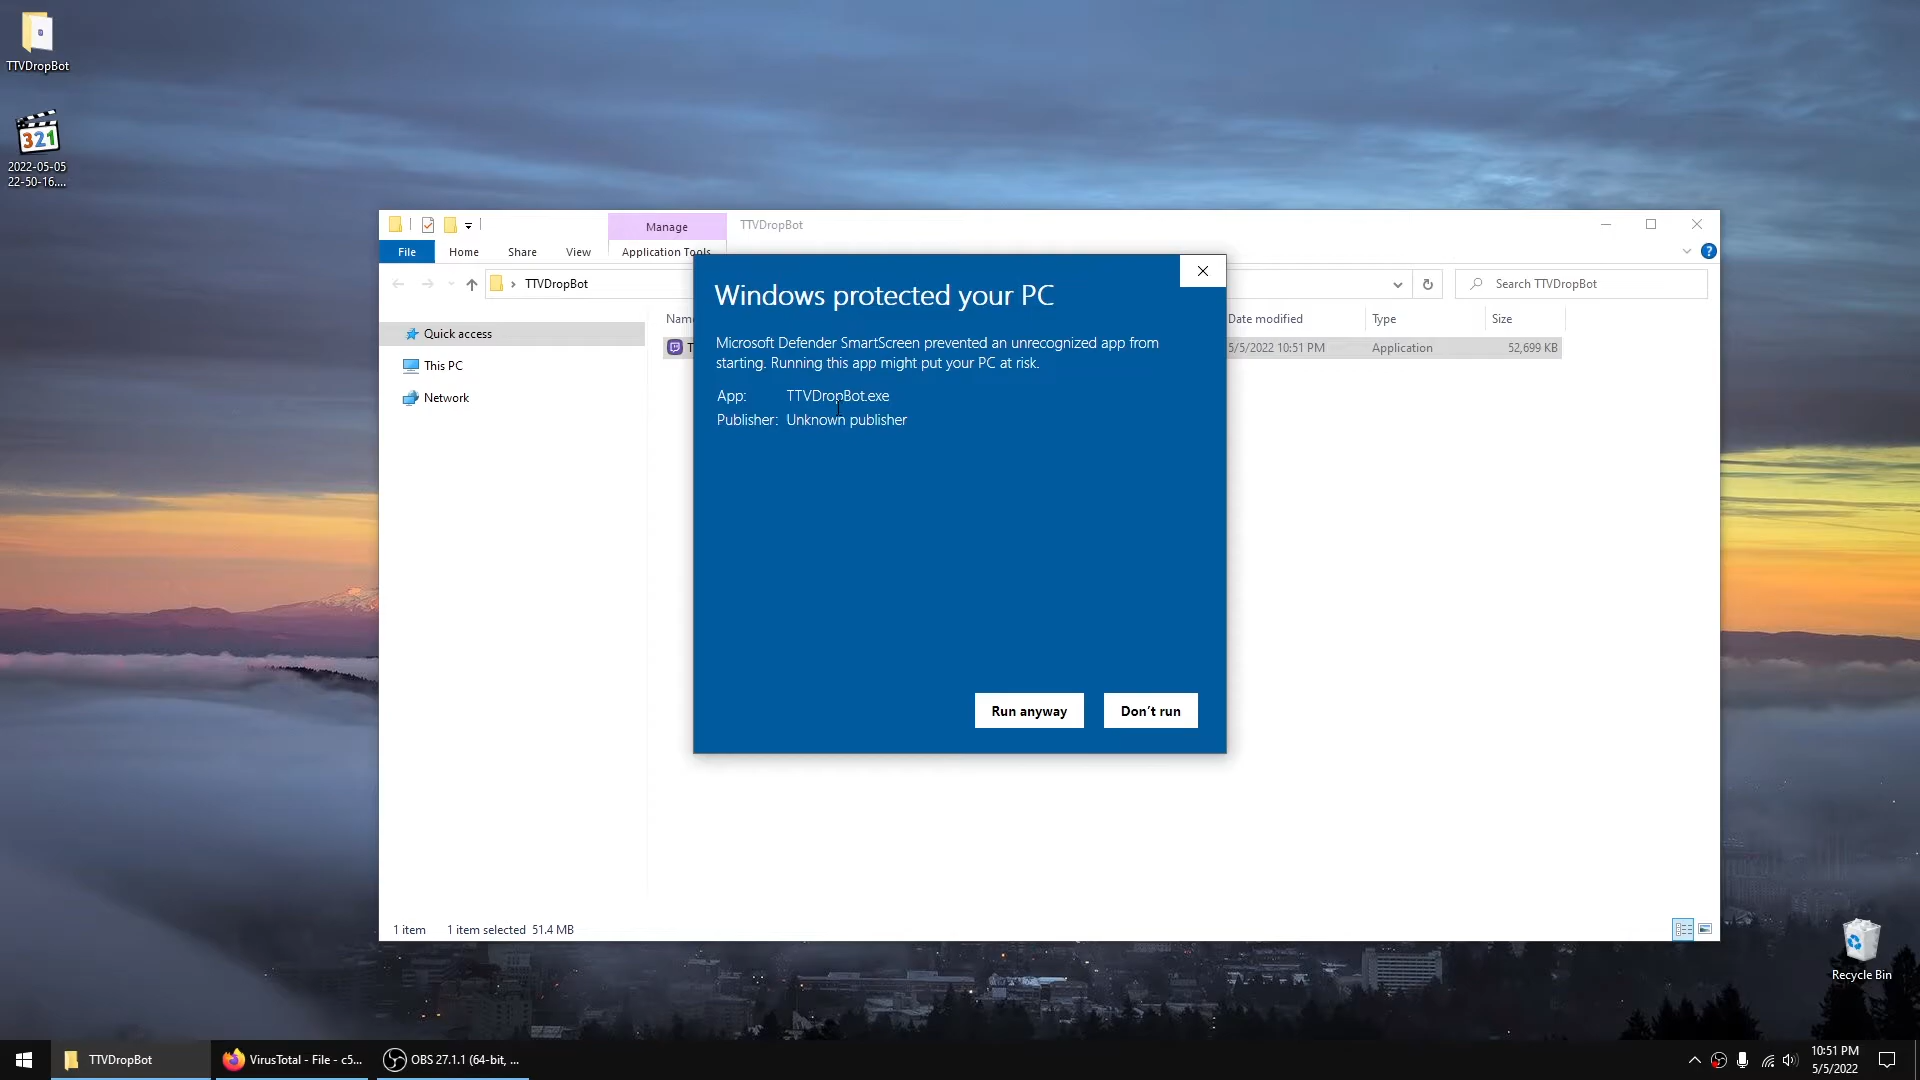 TTVDropBot
321
2022-05-05
22-50-16....
Manage
TTVDropBot
File
Home
Share
View
Application Tools
TTVDropBot
Search TTVDropBot
Quick access
This PC
Network
Date modified
Type
Size
5/5/2022 10:51 PM
Application
52,699 KB
Windows protected your PC
Microsoft Defender SmartScreen prevented an unrecognized app from
starting. Running this app might put your PC at risk.
App:
TTVDropBot.exe
Publisher:
Unknown publisher
Run anyway
Don't run
1 item
1 item selected 51.4 MB
Recycle Bin
TTVDropBot
VirusTotal - File - c5...
OBS 27.1.1 (64-bit, ...
10:51 PM
5/5/2022